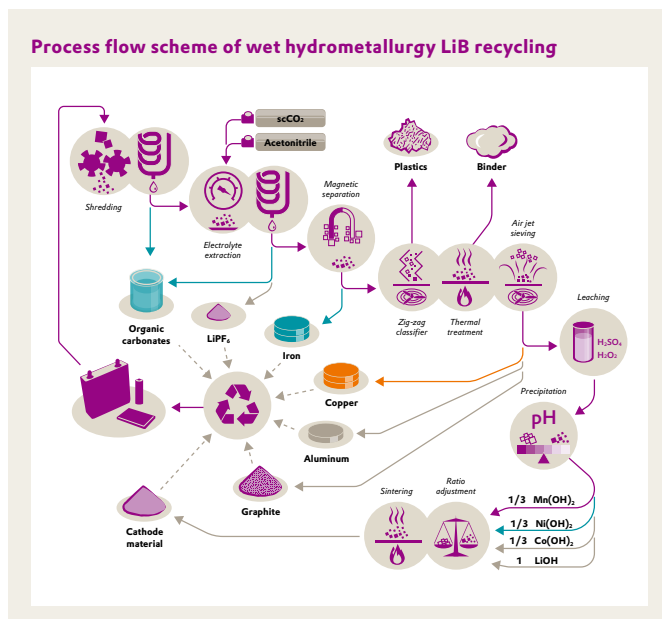 Process flow scheme of wet hydrometallurgy LiB recycling
scCO₂
Acetonitrile
Shredding
Electrolyte
extraction
Magnetic
separation
Plastics
Binder
Air jet
sieving
Zig-zag
classifier
Thermal
treatment
Leaching
H₂SO₄
H₂O₂
Organic
carbonates
LiPF₆
Iron
Copper
Aluminum
Graphite
Cathode
material
Precipitation
pH
Sintering
Ratio
adjustment
1/3 Mn(OH)₂
1/3 Ni(OH)₂
1/3 Co(OH)₂
1 LiOH